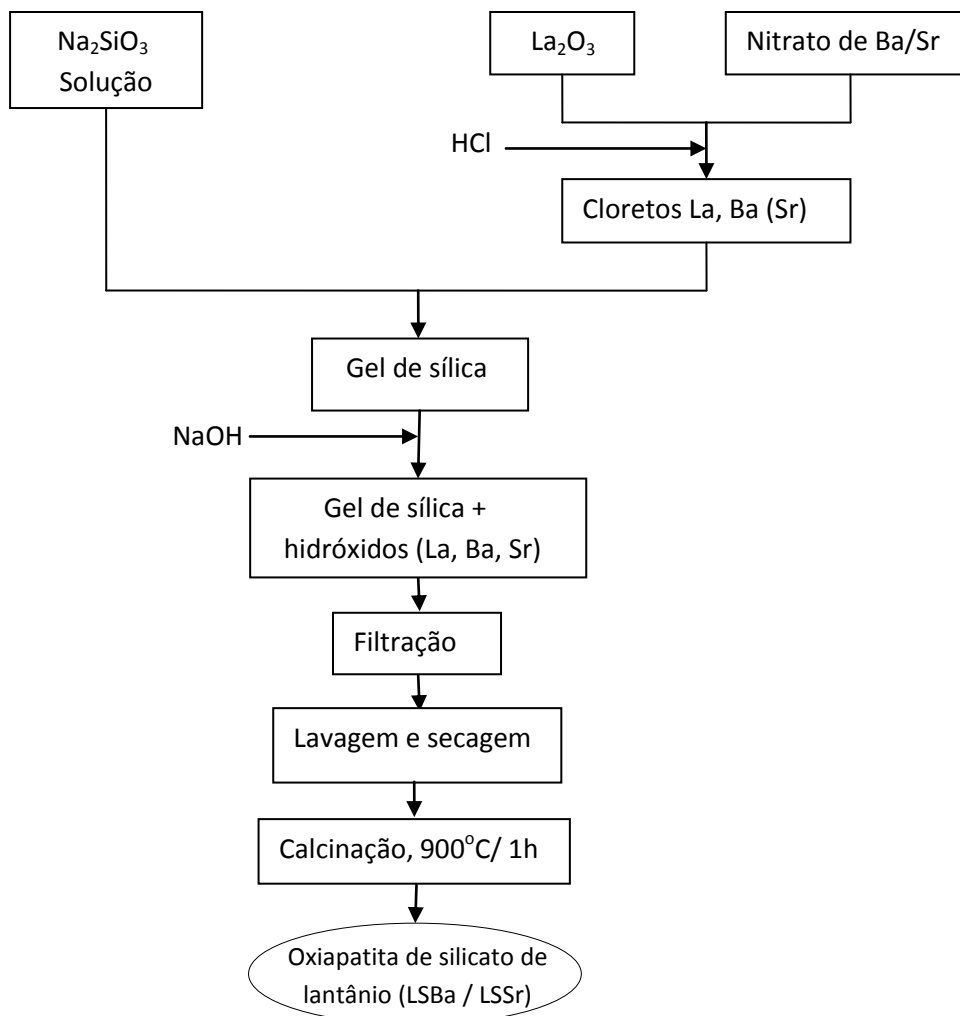 Na₂SiO₃
Solução
La₂O₃
Nitrato de Ba/Sr
HCl
Cloretos La, Ba (Sr)
Gel de sílica
NaOH
Gel de sílica +
hidróxidos (La, Ba, Sr)
Filtração
Lavagem e secagem
Calcinação, 900°C/ 1h
Oxiapatita de silicato de
lantânio (LSBa / LSSr)